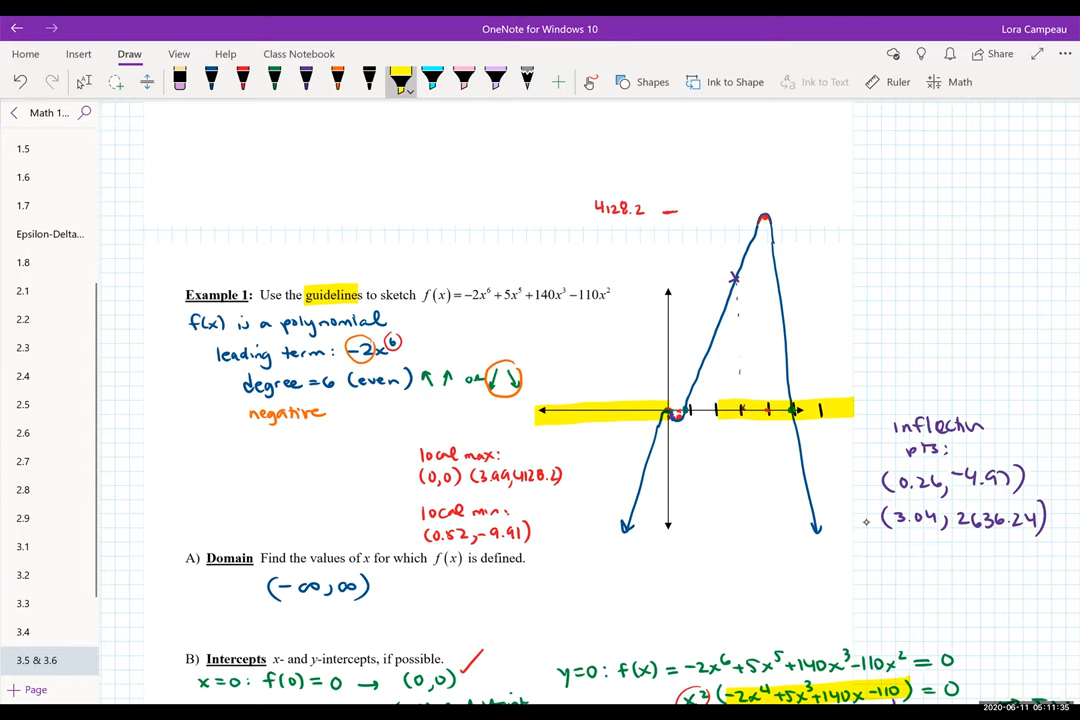 OneNote for Windows 10
Lora Campeau
Home Insert Draw View Help Class Notebook
Share
Shapes Ink to Shape Ink to Text Ruler Math
Math 1...
1.5
1.6
1.7
Epsilon-Delta...
1.8
2.1
2.2
2.3
2.4
2.5
2.6
2.7
2.8
2.9
3.1
3.2
3.3
3.4
3.5 & 3.6
Page
4128.2
Example 1: Use the guidelines to sketch f(x) = −2x⁶ + 5x⁵ + 140x³ − 110x²
f(x) is a polynomial
leading term: −2x⁶
degree = 6 (even) ↑ ↑ or ↓ ↓
negative
local max:
(0,0) (3.99, 4128.2)
local min:
(0.52, −9.91)
inflection
pts:
(0.26, −4.97)
(3.04, 2636.24)
A) Domain Find the values of x for which f(x) is defined.
(−∞, ∞)
B) Intercepts x- and y-intercepts, if possible.
x=0: f(0) = 0 → (0,0)
y=0: f(x) = −2x⁶+5x⁵+140x³−110x² = 0
x²(−2x⁴+5x³+140x−110) = 0
2020-06-11 05:11:35